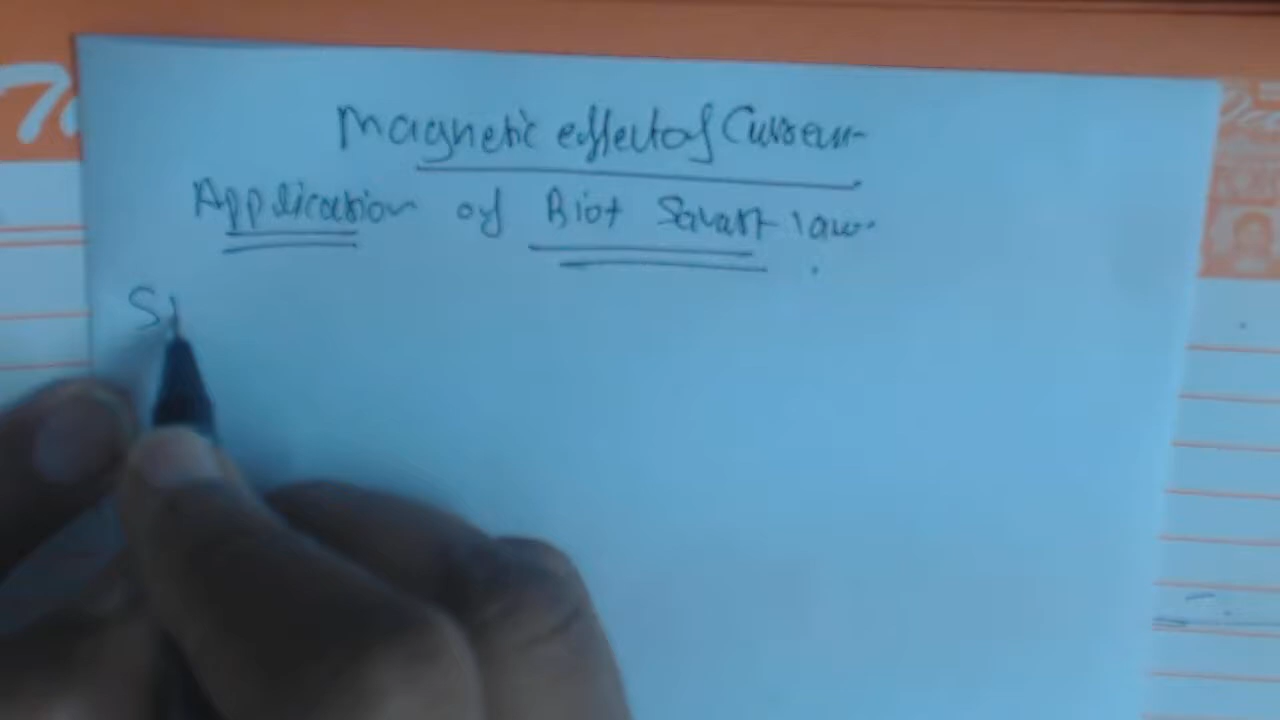 Magnetic effect of Current
Application of Biot Savart law.
S